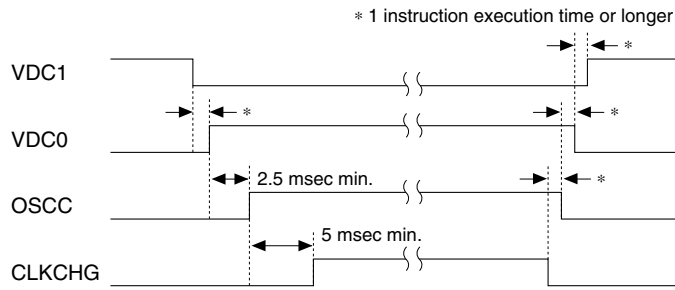 * 1 instruction execution time or longer
*
VDC1
*
*
VDC0
2.5 msec min.
*
OSCC
5 msec min.
CLKCHG